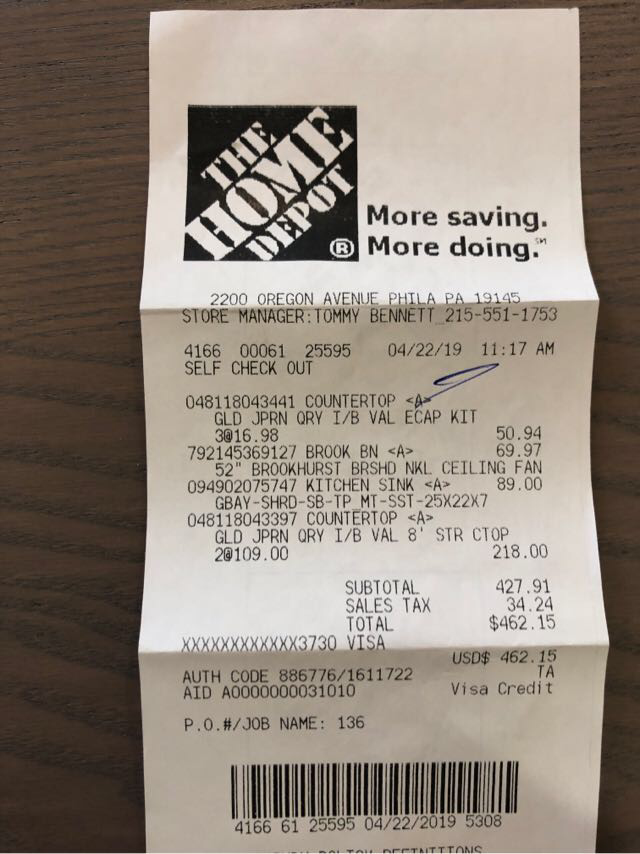 THE
HOME
DEPOT
®
More saving.
More doing.℠
2200 OREGON AVENUE PHILA PA 19145
STORE MANAGER:TOMMY BENNETT 215-551-1753
4166 00061 25595 04/22/19 11:17 AM
SELF CHECK OUT
048118043441 COUNTERTOP <A>
GLD JPRN QRY I/B VAL ECAP KIT
3@16.98 50.94
792145369127 BROOK BN <A> 69.97
52" BROOKHURST BRSHD NKL CEILING FAN
094902075747 KITCHEN SINK <A> 89.00
GBAY-SHRD-SB-TP_MT-SST-25X22X7
048118043397 COUNTERTOP <A>
GLD JPRN QRY I/B VAL 8' STR CTOP
2@109.00 218.00
SUBTOTAL 427.91
SALES TAX 34.24
TOTAL $462.15
XXXXXXXXXXXX3730 VISA
USD$ 462.15
AUTH CODE 886776/1611722 TA
AID A0000000031010 Visa Credit
P.O.#/JOB NAME: 136
4166 61 25595 04/22/2019 5308
DEFINITIONS